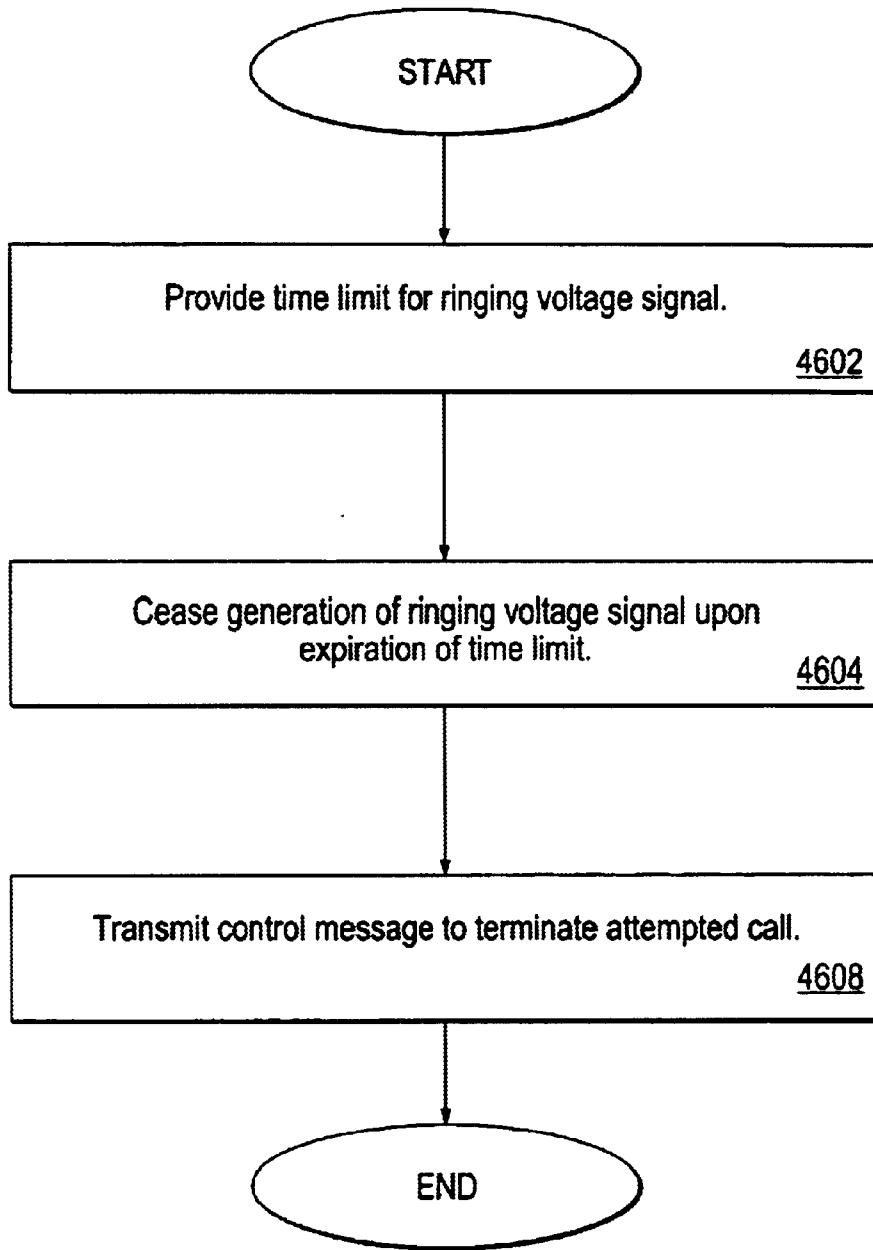 START
Provide time limit for ringing voltage signal.
4602
Cease generation of ringing voltage signal upon
expiration of time limit.
4604
Transmit control message to terminate attempted call.
4608
END